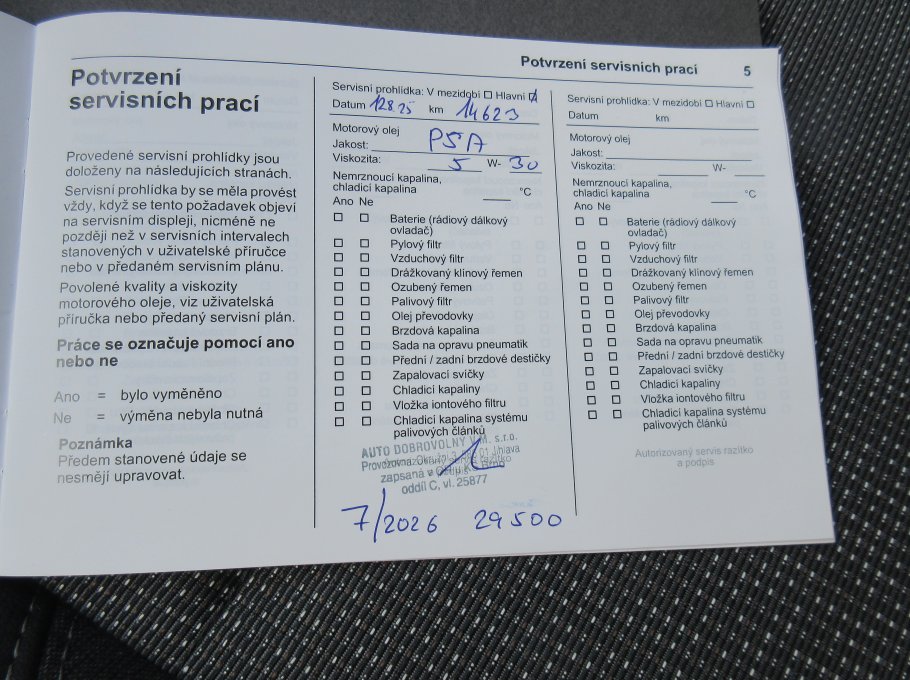 Potvrzení servisních prací 5
Potvrzení
servisních prací
Provedené servisní prohlídky jsou
doloženy na následujících stranách.
Servisní prohlídka by se měla provést
vždy, když se tento požadavek objeví
na servisním displeji, nicméně ne
později než v servisních intervalech
stanovených v uživatelské příručce
nebo v předaném servisním plánu.
Povolené kvality a viskozity
motorového oleje, viz uživatelská
příručka nebo předaný servisní plán.
Práce se označuje pomocí ano
nebo ne
Ano = bylo vyměněno
Ne = výměna nebyla nutná
Poznámka
Předem stanovené údaje se
nesmějí upravovat.
Servisní prohlídka: V mezidobí ☐ Hlavní ☑
Datum 12.8.25 km 14623
Motorový olej
Jakost: PSA
Viskozita: 5 W- 30
Nemrznoucí kapalina,
chladicí kapalina °C
Ano Ne
☐ ☐ Baterie (rádiový dálkový
ovladač)
☐ ☐ Pylový filtr
☐ ☐ Vzduchový filtr
☐ ☐ Drážkovaný klínový řemen
☐ ☐ Ozubený řemen
☐ ☐ Palivový filtr
☐ ☐ Olej převodovky
☐ ☐ Brzdová kapalina
☐ ☐ Sada na opravu pneumatik
☐ ☐ Přední / zadní brzdové destičky
☐ ☐ Zapalovací svíčky
☐ ☐ Chladicí kapaliny
☐ ☐ Vložka iontového filtru
☐ ☐ Chladicí kapalina systému
palivových článků
AUTO DOBROVOLNÝ V.M. s.r.o.
Provozovna: Jihlava
zapsaná v Brno
oddíl C, vl. 25877
7/2026 29500
Servisní prohlídka: V mezidobí ☐ Hlavní ☐
Datum km
Motorový olej
Jakost:
Viskozita: W-
Nemrznoucí kapalina,
chladicí kapalina °C
Ano Ne
☐ ☐ Baterie (rádiový dálkový
ovladač)
☐ ☐ Pylový filtr
☐ ☐ Vzduchový filtr
☐ ☐ Drážkovaný klínový řemen
☐ ☐ Ozubený řemen
☐ ☐ Palivový filtr
☐ ☐ Olej převodovky
☐ ☐ Brzdová kapalina
☐ ☐ Sada na opravu pneumatik
☐ ☐ Přední / zadní brzdové destičky
☐ ☐ Zapalovací svíčky
☐ ☐ Chladicí kapaliny
☐ ☐ Vložka iontového filtru
☐ ☐ Chladicí kapalina systému
palivových článků
Autorizovaný servis razítko
a podpis